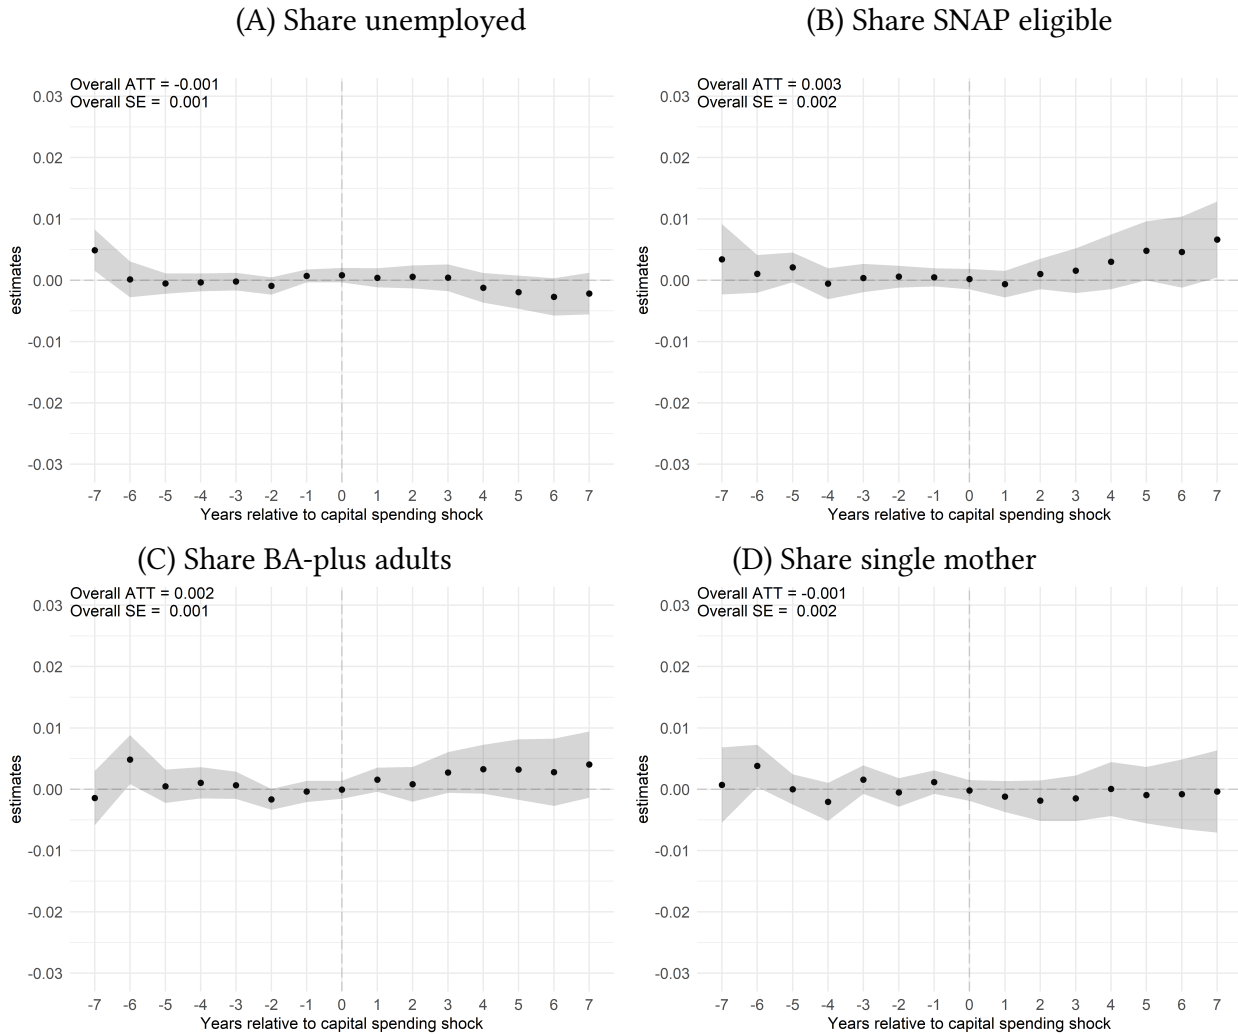 (A) Share unemployed
Overall ATT = -0.001
Overall SE =  0.001
0.03
0.02
0.01
0.00
-0.01
-0.02
-0.03
estimates
-7 -6 -5 -4 -3 -2 -1 0 1 2 3 4 5 6 7
Years relative to capital spending shock
(B) Share SNAP eligible
Overall ATT = 0.003
Overall SE =  0.002
0.03
0.02
0.01
0.00
-0.01
-0.02
-0.03
estimates
-7 -6 -5 -4 -3 -2 -1 0 1 2 3 4 5 6 7
Years relative to capital spending shock
(C) Share BA-plus adults
Overall ATT = 0.002
Overall SE =  0.001
0.03
0.02
0.01
0.00
-0.01
-0.02
-0.03
estimates
-7 -6 -5 -4 -3 -2 -1 0 1 2 3 4 5 6 7
Years relative to capital spending shock
(D) Share single mother
Overall ATT = -0.001
Overall SE =  0.002
0.03
0.02
0.01
0.00
-0.01
-0.02
-0.03
estimates
-7 -6 -5 -4 -3 -2 -1 0 1 2 3 4 5 6 7
Years relative to capital spending shock